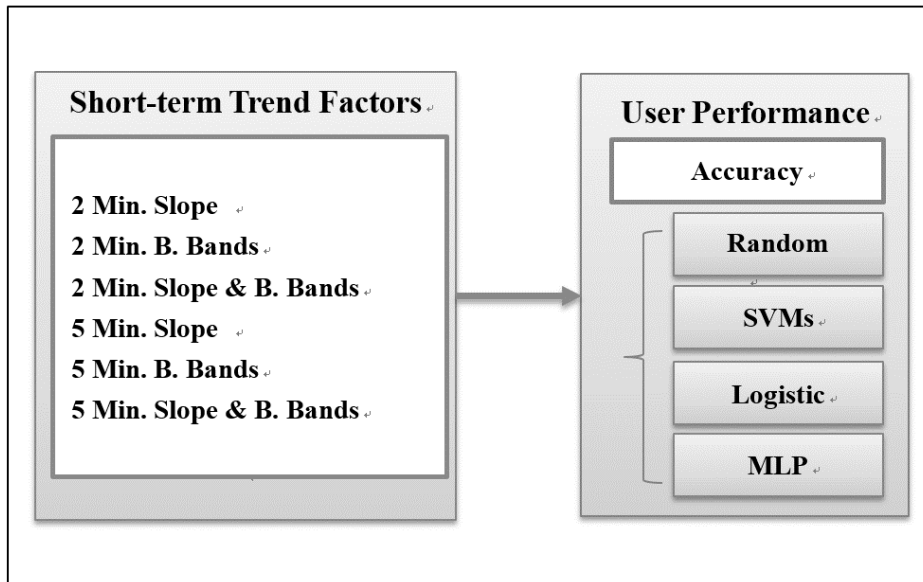 Short-term Trend Factors
2 Min. Slope
2 Min. B. Bands
2 Min. Slope & B. Bands
5 Min. Slope
5 Min. B. Bands
5 Min. Slope & B. Bands
User Performance
Accuracy
Random
SVMs
Logistic
MLP